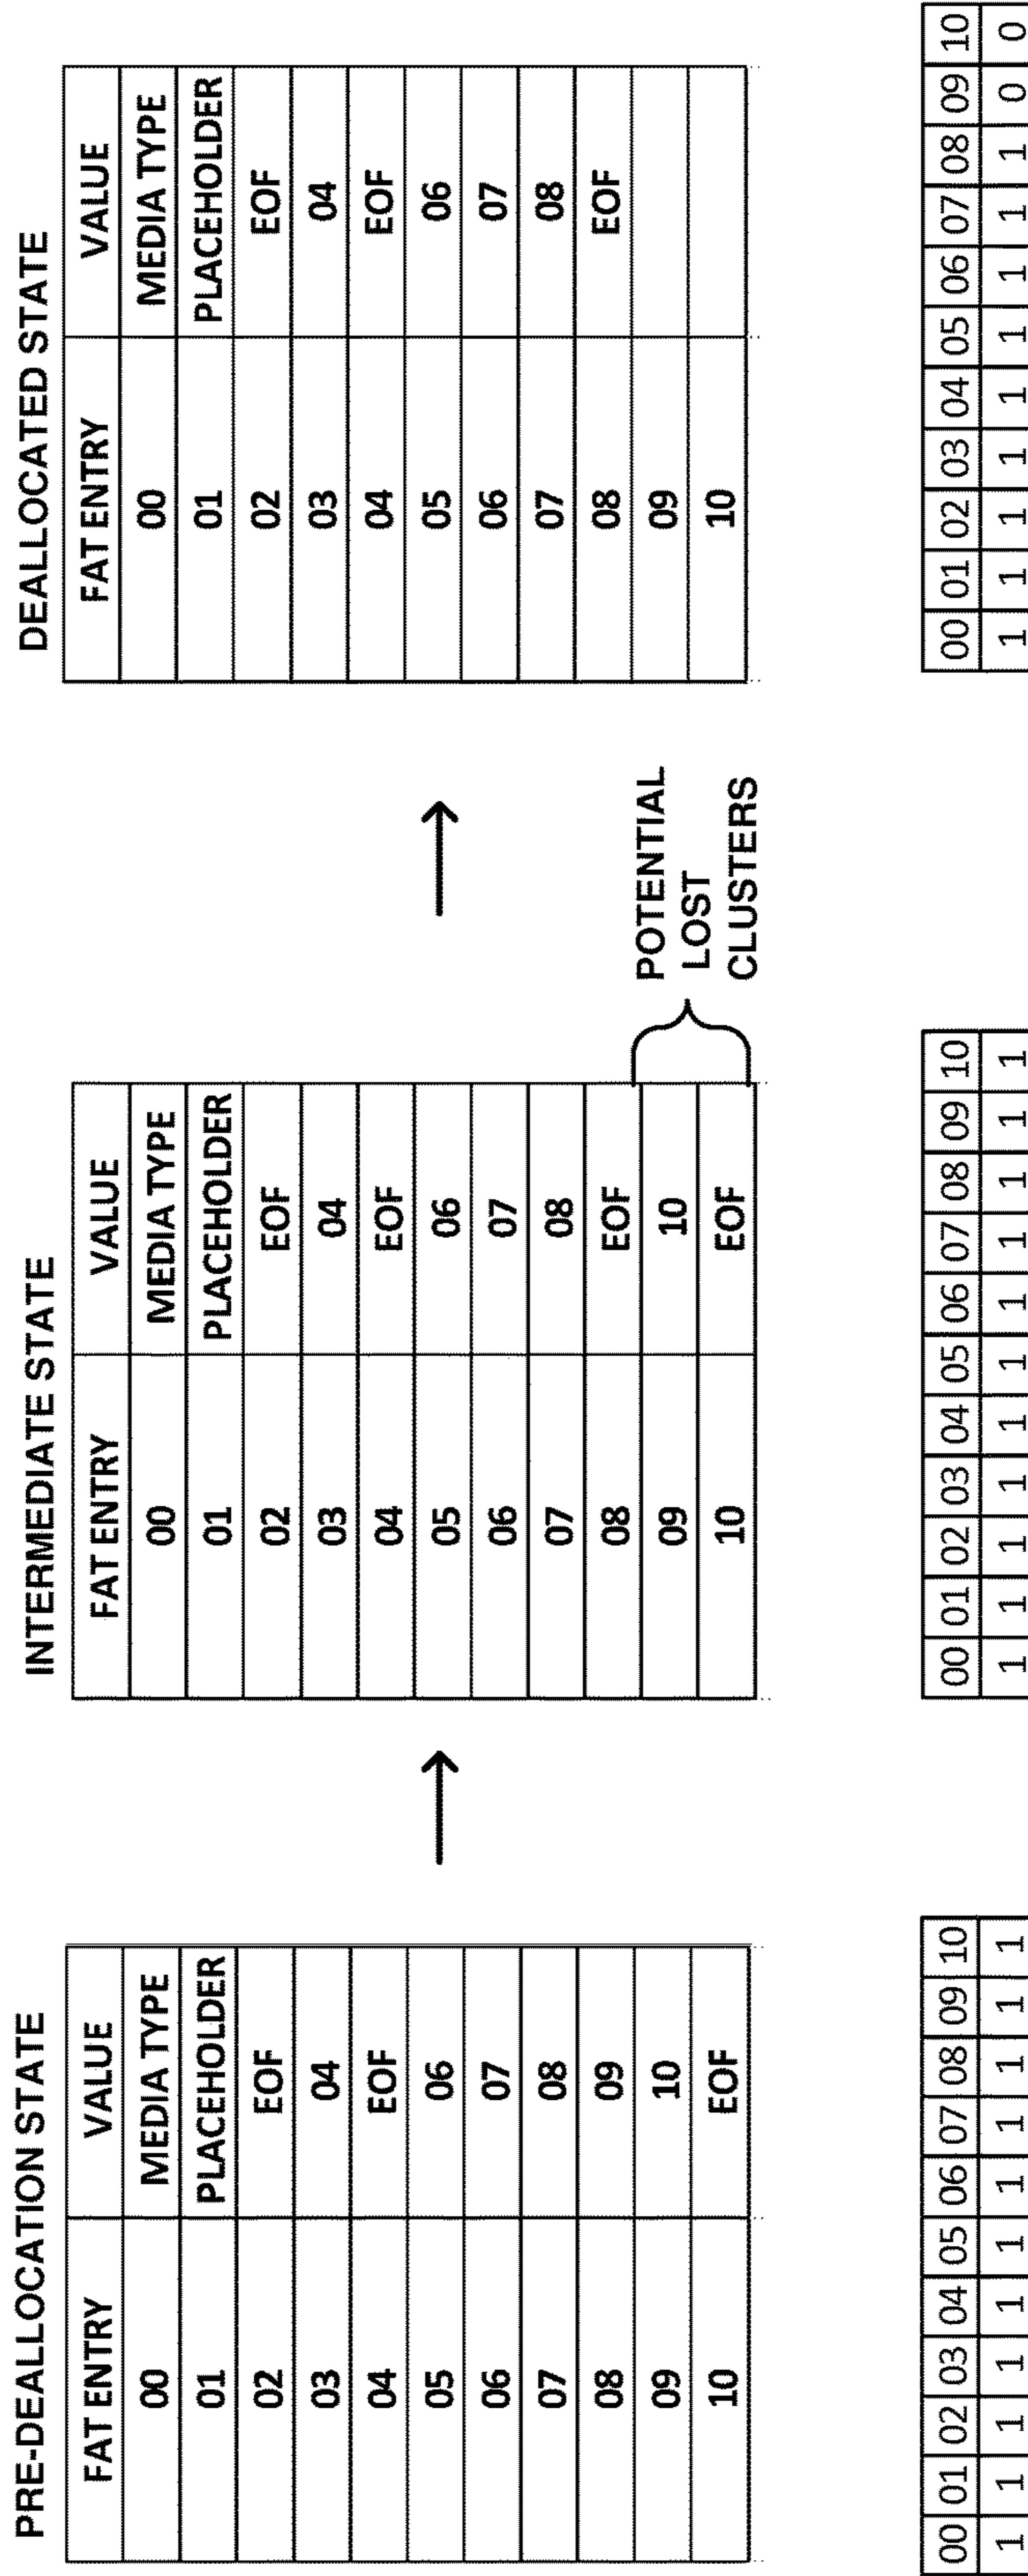 PRE-DEALLOCATION STATE
FAT ENTRY VALUE
00 MEDIA TYPE
01 PLACEHOLDER
02 EOF
03 04
04 EOF
05 06
06 07
07 08
08 09
09 10
10 EOF
00 01 02 03 04 05 06 07 08 09 10
1 1 1 1 1 1 1 1 1 1 1
INTERMEDIATE STATE
FAT ENTRY VALUE
00 MEDIA TYPE
01 PLACEHOLDER
02 EOF
03 04
04 EOF
05 06
06 07
07 08
08 EOF
09 10
10 EOF
POTENTIAL
LOST
CLUSTERS
00 01 02 03 04 05 06 07 08 09 10
1 1 1 1 1 1 1 1 1 1 1
DEALLOCATED STATE
FAT ENTRY VALUE
00 MEDIA TYPE
01 PLACEHOLDER
02 EOF
03 04
04 EOF
05 06
06 07
07 08
08 EOF
09
10
00 01 02 03 04 05 06 07 08 09 10
1 1 1 1 1 1 1 1 1 0 0